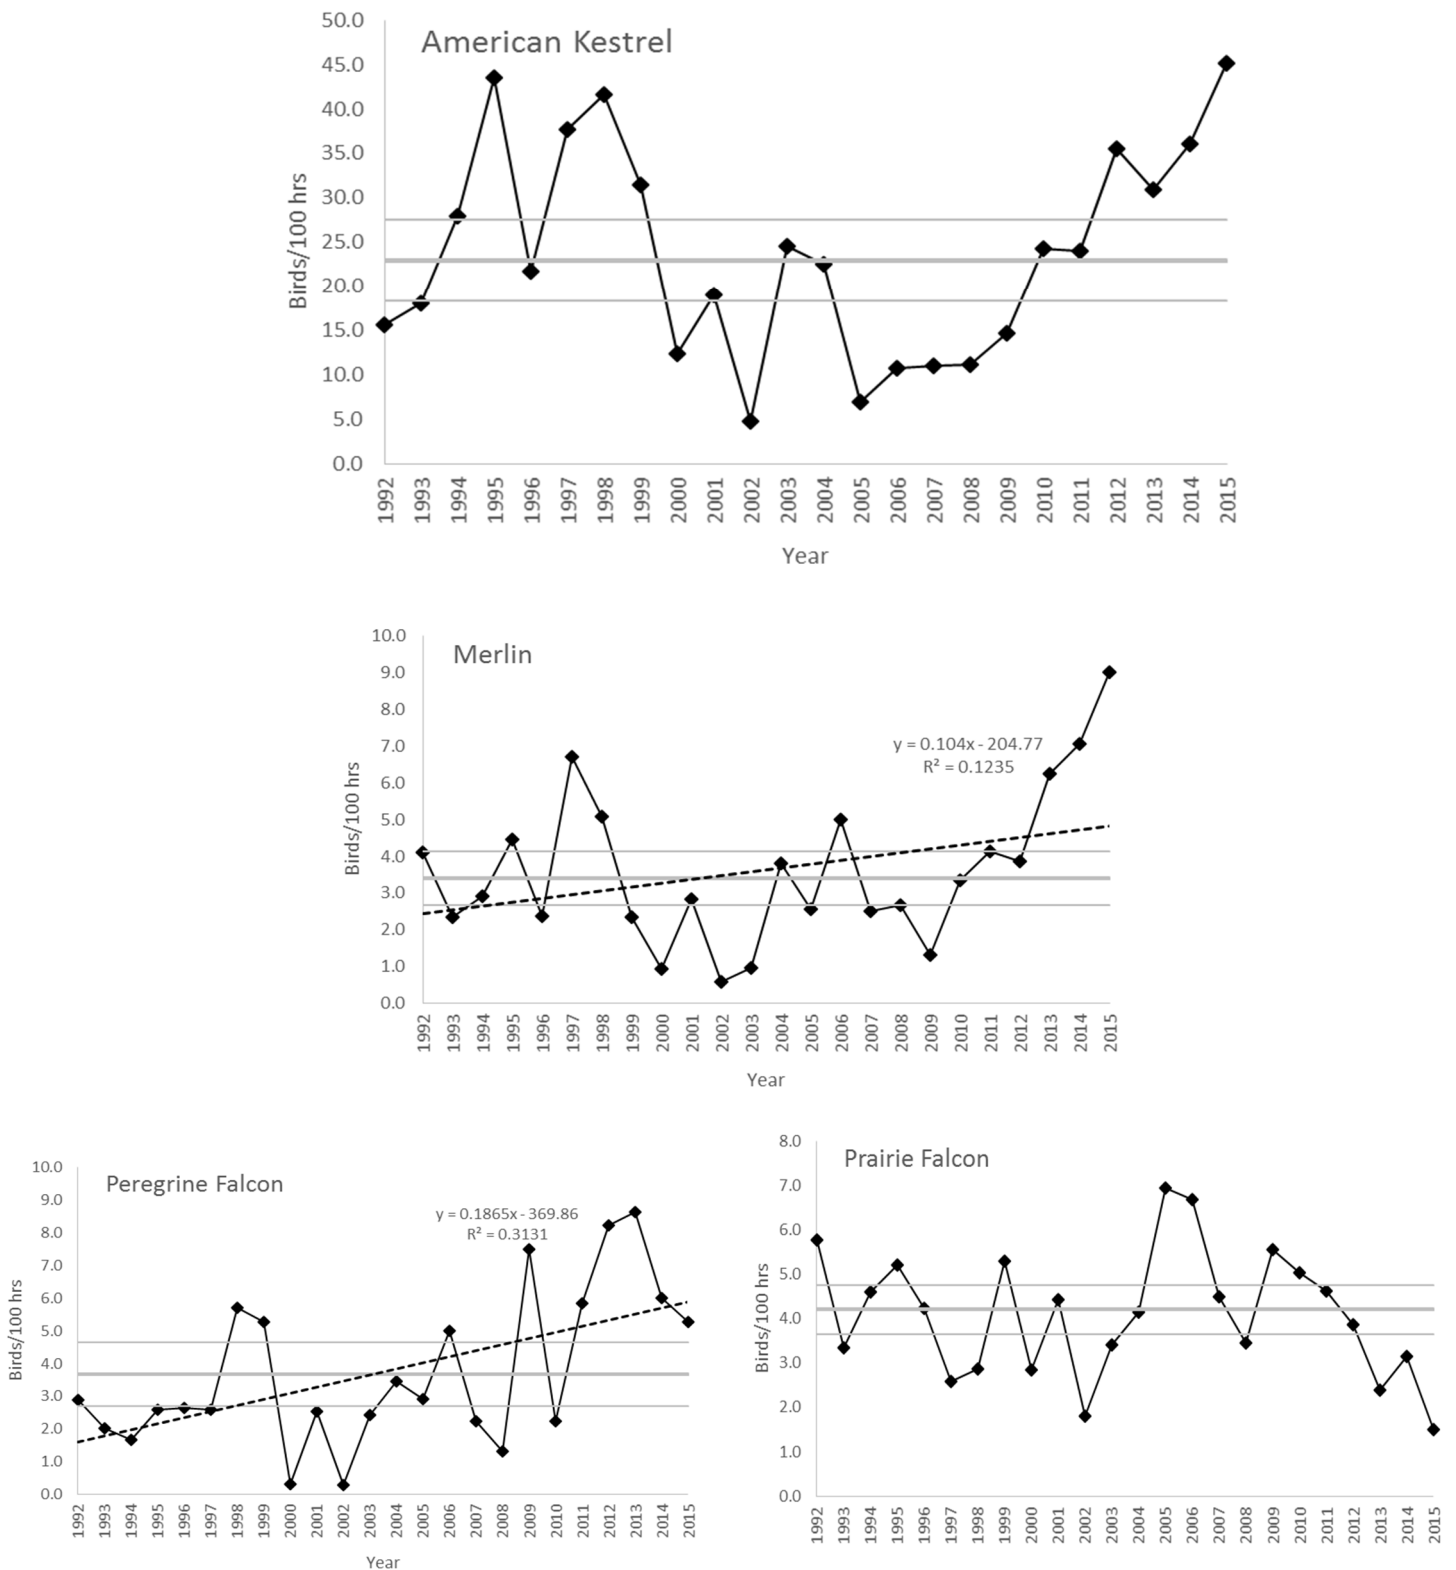 American Kestrel
Birds/100 hrs
50.0
45.0
40.0
35.0
30.0
25.0
20.0
15.0
10.0
5.0
0.0
1992 1993 1994 1995 1996 1997 1998 1999 2000 2001 2002 2003 2004 2005 2006 2007 2008 2009 2010 2011 2012 2013 2014 2015
Year
Merlin
Birds/100 hrs
10.0
9.0
8.0
7.0
6.0
5.0
4.0
3.0
2.0
1.0
0.0
y = 0.104x - 204.77
R² = 0.1235
1992 1993 1994 1995 1996 1997 1998 1999 2000 2001 2002 2003 2004 2005 2006 2007 2008 2009 2010 2011 2012 2013 2014 2015
Year
Peregrine Falcon
Birds/100 hrs
10.0
9.0
8.0
7.0
6.0
5.0
4.0
3.0
2.0
1.0
0.0
y = 0.1865x - 369.86
R² = 0.3131
1992 1993 1994 1995 1996 1997 1998 1999 2000 2001 2002 2003 2004 2005 2006 2007 2008 2009 2010 2011 2012 2013 2014 2015
Year
Prairie Falcon
Birds/100 hrs
8.0
7.0
6.0
5.0
4.0
3.0
2.0
1.0
0.0
1992 1993 1994 1995 1996 1997 1998 1999 2000 2001 2002 2003 2004 2005 2006 2007 2008 2009 2010 2011 2012 2013 2014 2015